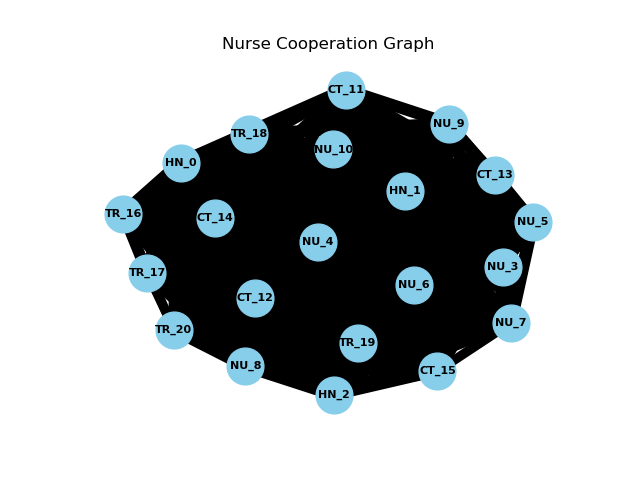 Nurse Cooperation Graph
CT_11
NU_9
TR_18
NU_10
HN_0
CT_13
HN_1
TR_16
CT_14
NU_5
NU_4
NU_3
TR_17
NU_6
CT_12
NU_7
TR_20
TR_19
NU_8
CT_15
HN_2